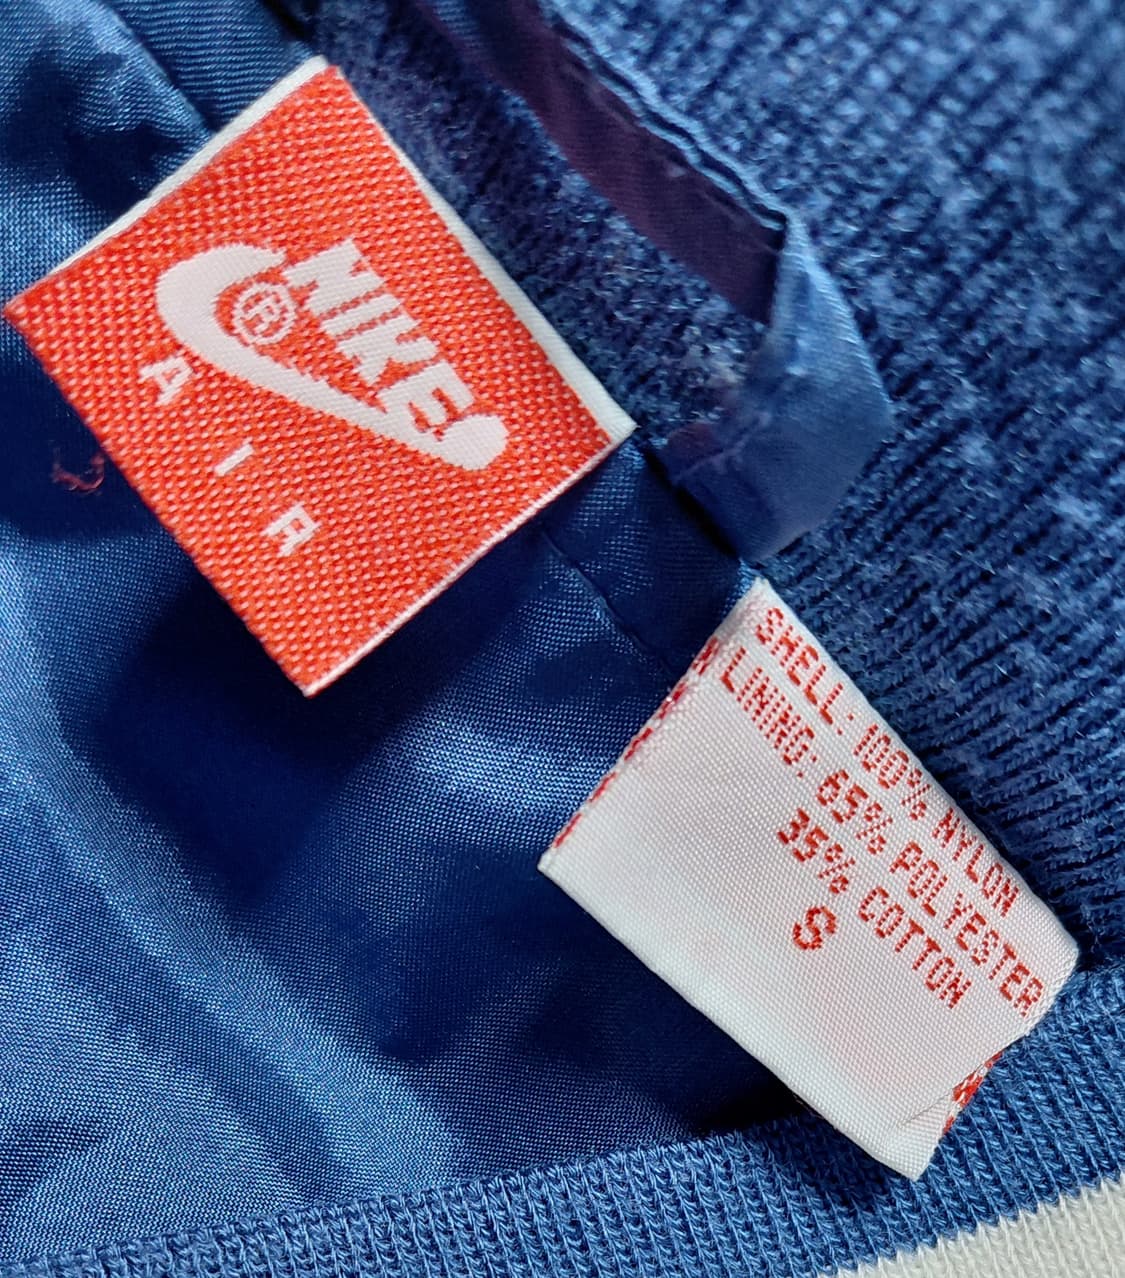 NIKE
®
AIR
SHELL: 100% NYLON
LINING: 65% POLYESTER
35% COTTON
S